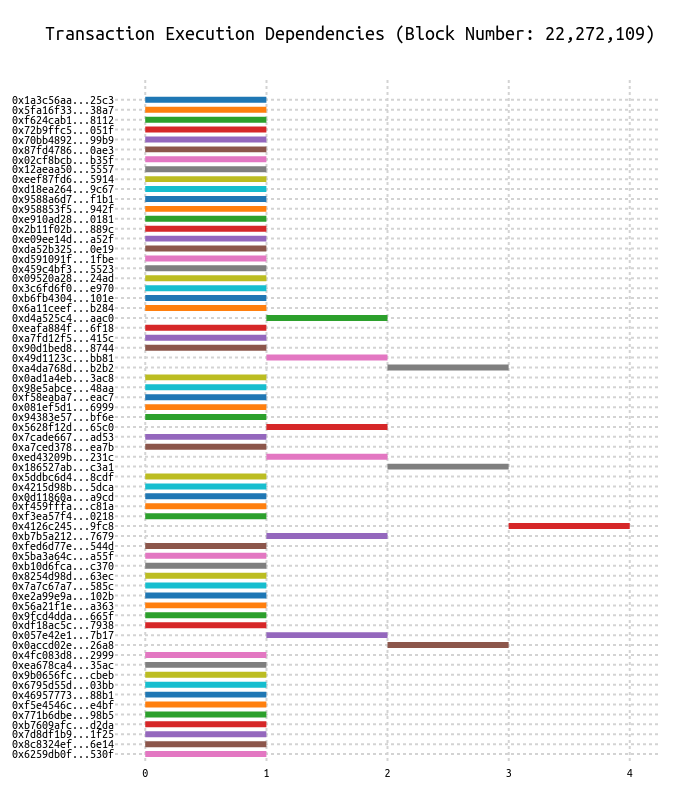 Transaction Execution Dependencies (Block Number: 22,272,109)
0x1a3c56aa...25c3
0x5fa16f33...38a7
0xf624cab1...8112
0x72b9ffc5...051f
0x70bb4892...99b9
0x87fd4786...0ae3
0x02cf8bcb...b35f
0x12aeaa50...5557
0xeef87fd6...5914
0xd18ea264...9c67
0x9588a6d7...f1b1
0x958853f5...942f
0xe910ad28...0181
0x2b11f02b...889c
0xe09ee14d...a52f
0xda52b325...0e19
0xd591091f...1fbe
0x459c4bf3...5523
0x09520a28...24ad
0x3c6fd6f0...e970
0xb6fb4304...101e
0x6a11ceef...b284
0xd4a525c4...aac0
0xeafa884f...6f18
0xa7fd12f5...415c
0x90d1bed8...8744
0x49d1123c...bb81
0xa4da768d...b2b2
0x0ad1a4eb...3ac8
0x98e5abce...48aa
0xf58eaba7...eac7
0x081ef5d1...6999
0x94383e57...bf6e
0x5628f12d...65c0
0x7cade667...ad53
0xa7ced378...ea7b
0xed43209b...231c
0x186527ab...c3a1
0x5ddbc6d4...8cdf
0x4215d98b...5dca
0x0d11860a...a9cd
0xf459fffa...c81a
0xf3ea57f4...0218
0x4126c245...9fc8
0xb7b5a212...7679
0xfed6d77e...544d
0x5ba3a64c...a55f
0xb10d6fca...c370
0x8254d98d...63ec
0x7a7c67a7...585c
0xe2a99e9a...102b
0x56a21f1e...a363
0x9fcd4dda...665f
0xdf18ac5c...7938
0x057e42e1...7b17
0x0accd02e...26a8
0x4fc083d8...2999
0xea678ca4...35ac
0x9b0656fc...cbeb
0x6795d55d...03bb
0x46957773...88b1
0xf5e4546c...e4bf
0x771b6dbe...98b5
0xb7609afc...d2da
0x7d8df1b9...1f25
0x8c8324ef...6e14
0x6259db0f...530f
0 1 2 3 4